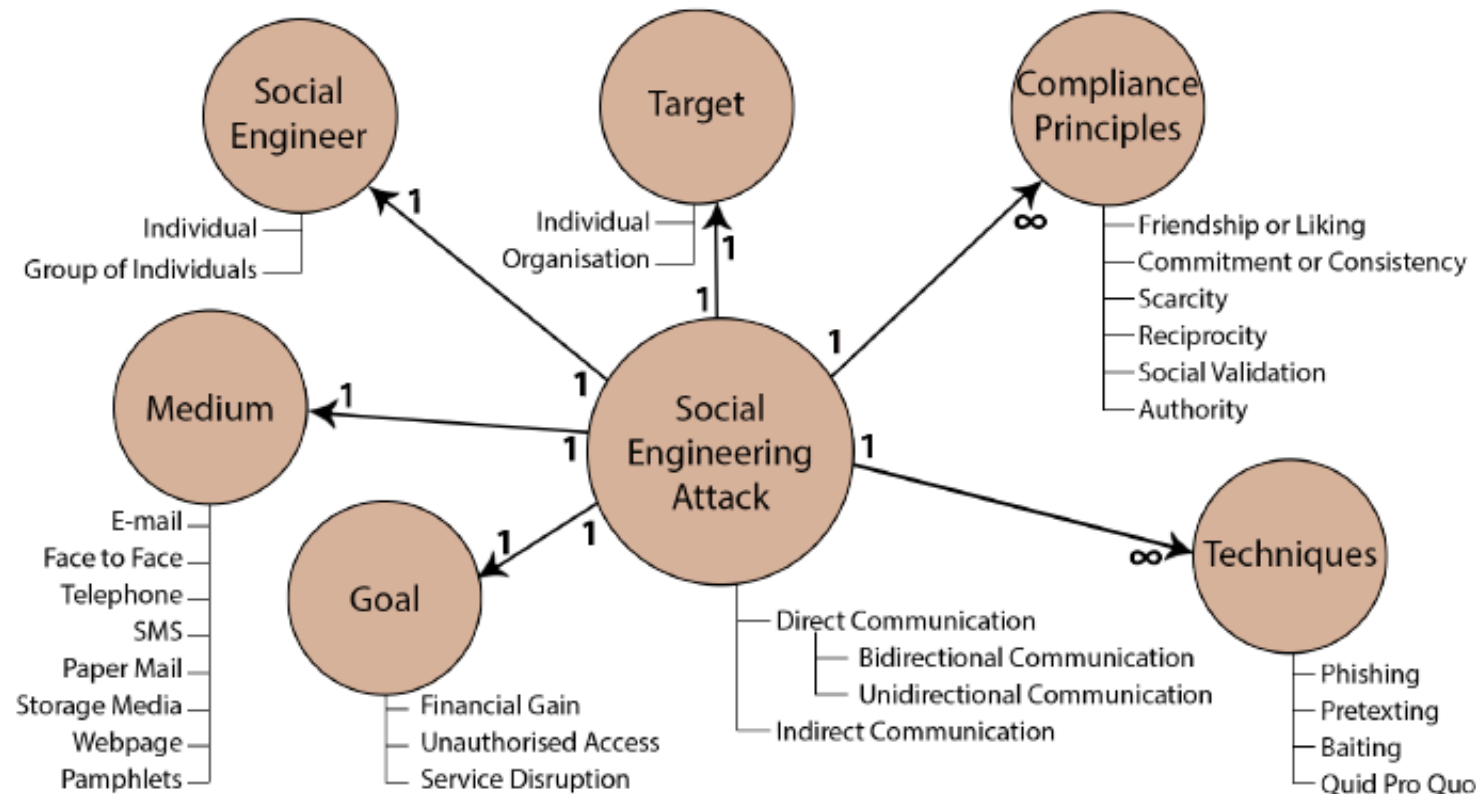 Social
Engineer
Individual
Group of Individuals
Target
Individual
Organisation
Compliance
Principles
Friendship or Liking
Commitment or Consistency
Scarcity
Reciprocity
Social Validation
Authority
1
1
1
∞
1
1
1
1
1
1
1
1
∞
Medium
E-mail
Face to Face
Telephone
SMS
Paper Mail
Storage Media
Webpage
Pamphlets
Goal
Financial Gain
Unauthorised Access
Service Disruption
Social
Engineering
Attack
Direct Communication
Bidirectional Communication
Unidirectional Communication
Indirect Communication
Techniques
Phishing
Pretexting
Baiting
Quid Pro Quo